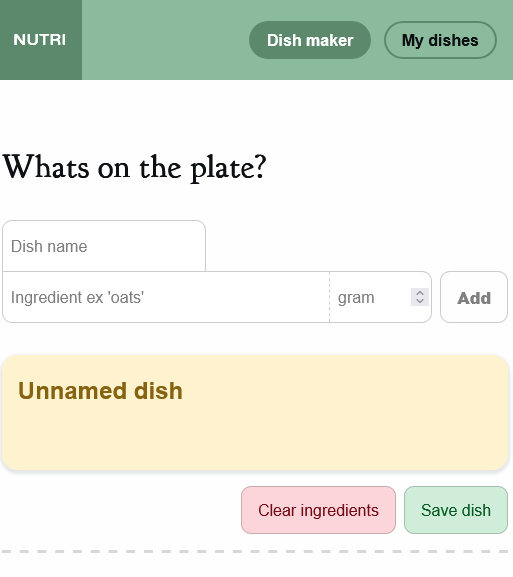 NUTRI
Dish maker
My dishes
Whats on the plate?
Dish name
Ingredient ex 'oats'
gram
Add
Unnamed dish
Clear ingredients
Save dish